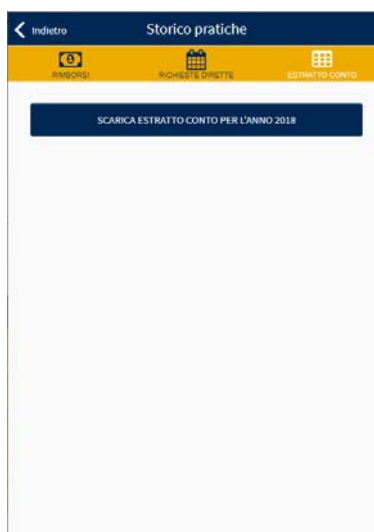 Indietro
Storico pratiche
RIMBORSI
RICHIESTE DIRETTE
ESTRATTO CONTO
SCARICA ESTRATTO CONTO PER L'ANNO 2018